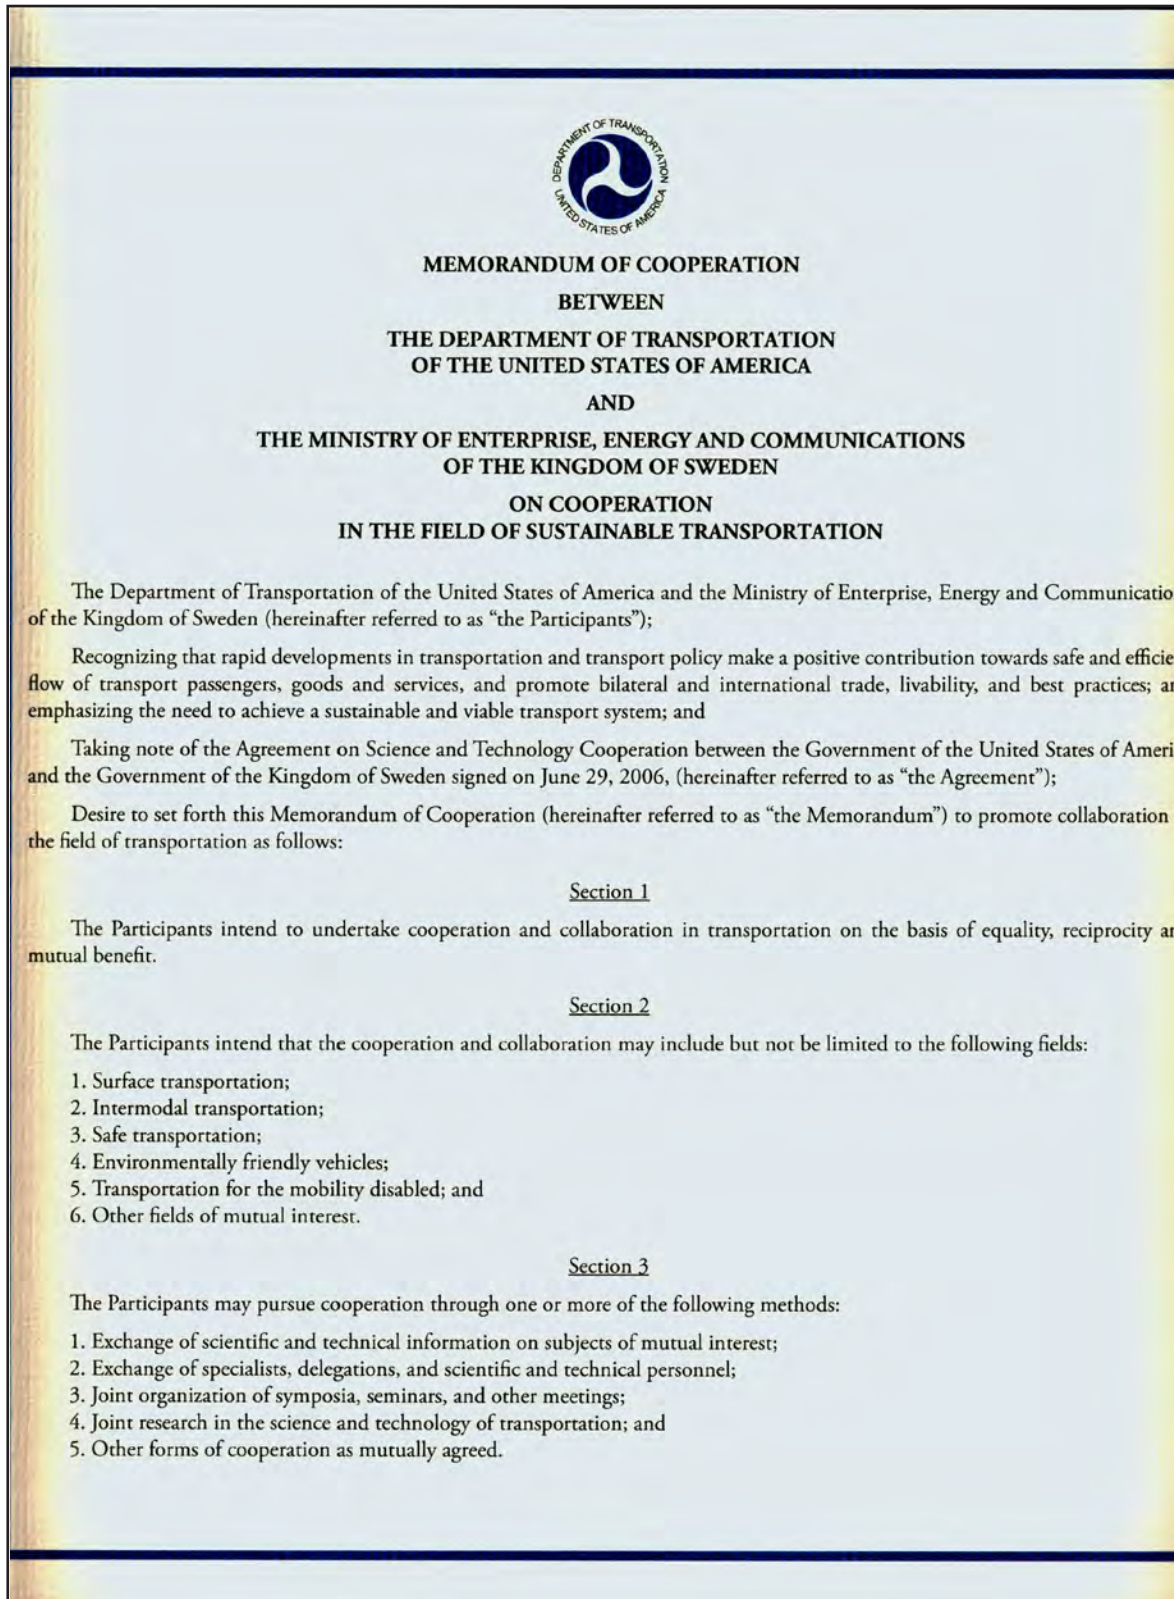 DEPARTMENT OF TRANSPORTATION
UNITED STATES OF AMERICA
MEMORANDUM OF COOPERATION
BETWEEN
THE DEPARTMENT OF TRANSPORTATION
OF THE UNITED STATES OF AMERICA
AND
THE MINISTRY OF ENTERPRISE, ENERGY AND COMMUNICATIONS
OF THE KINGDOM OF SWEDEN
ON COOPERATION
IN THE FIELD OF SUSTAINABLE TRANSPORTATION
The Department of Transportation of the United States of America and the Ministry of Enterprise, Energy and Communicatio
of the Kingdom of Sweden (hereinafter referred to as “the Participants”);
Recognizing that rapid developments in transportation and transport policy make a positive contribution towards safe and efficie
flow of transport passengers, goods and services, and promote bilateral and international trade, livability, and best practices; an
emphasizing the need to achieve a sustainable and viable transport system; and
Taking note of the Agreement on Science and Technology Cooperation between the Government of the United States of Ameri
and the Government of the Kingdom of Sweden signed on June 29, 2006, (hereinafter referred to as “the Agreement”);
Desire to set forth this Memorandum of Cooperation (hereinafter referred to as “the Memorandum”) to promote collaboration
the field of transportation as follows:
Section 1
The Participants intend to undertake cooperation and collaboration in transportation on the basis of equality, reciprocity an
mutual benefit.
Section 2
The Participants intend that the cooperation and collaboration may include but not be limited to the following fields:
1. Surface transportation;
2. Intermodal transportation;
3. Safe transportation;
4. Environmentally friendly vehicles;
5. Transportation for the mobility disabled; and
6. Other fields of mutual interest.
Section 3
The Participants may pursue cooperation through one or more of the following methods:
1. Exchange of scientific and technical information on subjects of mutual interest;
2. Exchange of specialists, delegations, and scientific and technical personnel;
3. Joint organization of symposia, seminars, and other meetings;
4. Joint research in the science and technology of transportation; and
5. Other forms of cooperation as mutually agreed.